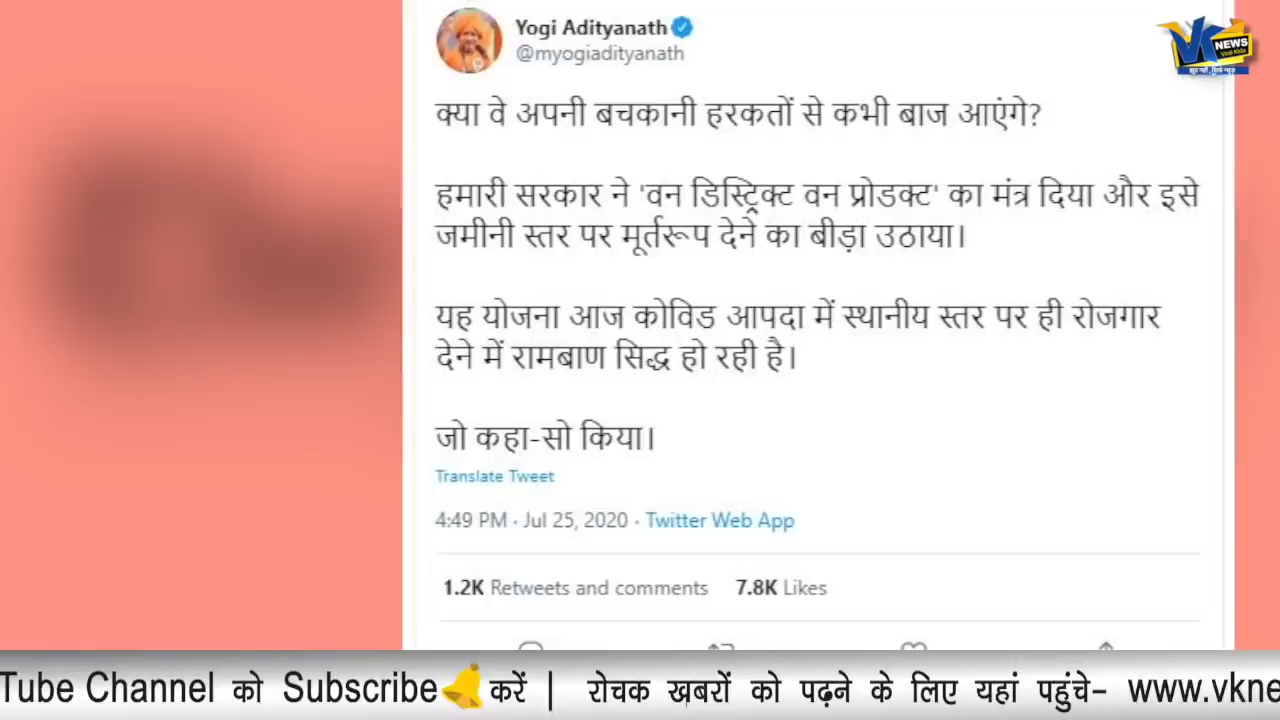 Yogi Adityanath
@myogiadityanath
VK NEWS
Viral Kida
क्या वे अपनी बचकानी हरकतों से कभी बाज आएंगे?
हमारी सरकार ने 'वन डिस्ट्रिक्ट वन प्रोडक्ट' का मंत्र दिया और इसे
जमीनी स्तर पर मूर्तरूप देने का बीड़ा उठाया।
यह योजना आज कोविड आपदा में स्थानीय स्तर पर ही रोजगार
देने में रामबाण सिद्ध हो रही है।
जो कहा-सो किया।
Translate Tweet
4:49 PM · Jul 25, 2020 · Twitter Web App
1.2K Retweets and comments 7.8K Likes
Tube Channel को Subscribe करें | रोचक ख़बरों को पढ़ने के लिए यहां पहुंचे- www.vkne